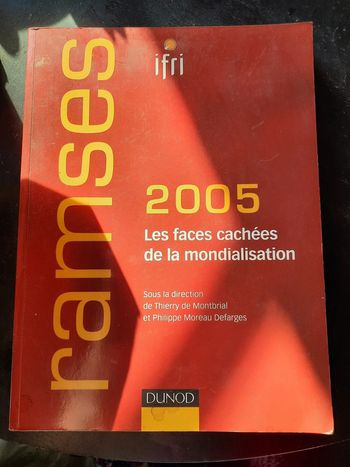 ramses
ifri
2005
Les faces cachées
de la mondialisation
Sous la direction
de Thierry de Montbrial
et Philippe Moreau Defarges
DUNOD